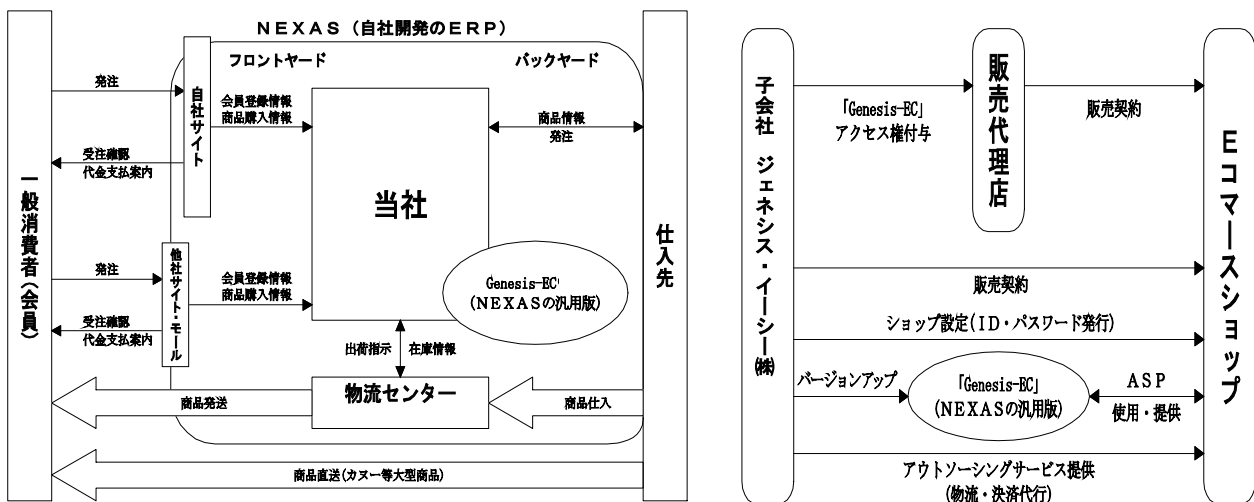 NEXAS(自社開発のERP)
フロントヤード
バックヤード
一般消費者(会員)
発注
受注確認
代金支払案内
自社サイト
会員登録情報
商品購入情報
当社
商品情報
発注
仕入先
発注
受注確認
代金支払案内
他社サイト・モール
会員登録情報
商品購入情報
Genesis-EC
(NEXASの汎用版)
出荷指示
在庫情報
物流センター
商品発送
商品仕入
商品直送(カヌー等大型商品)
子会社 ジェネシス・イーシー㈱
「Genesis-EC」
アクセス権付与
販売代理店
販売契約
Eコマースショップ
販売契約
ショップ設定(ID・パスワード発行)
バージョンアップ
「Genesis-EC」
(NEXASの汎用版)
ASP
使用・提供
アウトソーシングサービス提供
(物流・決済代行)